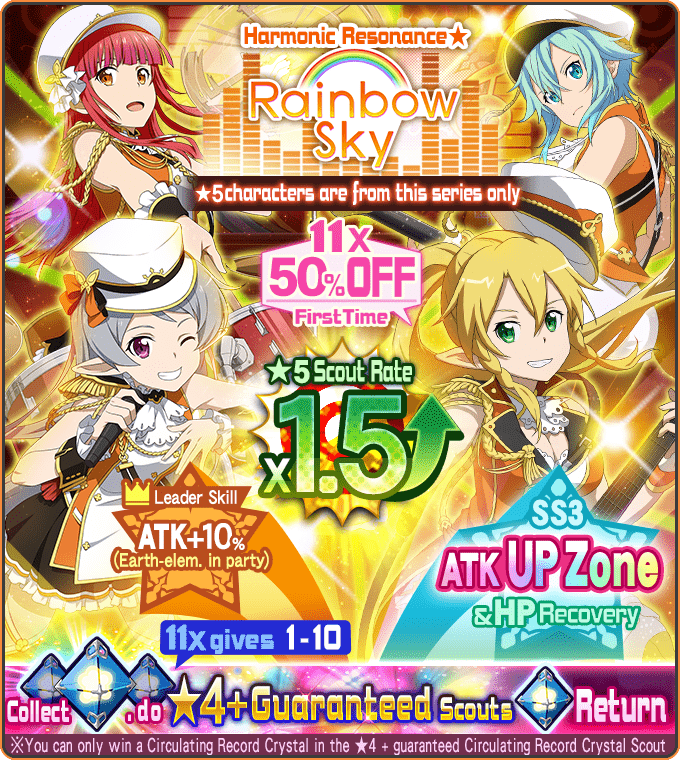 Harmonic Resonance★
Rainbow
Sky
★5characters are from this series only
11x
50%OFF
First Time
★5 Scout Rate
x1.5
Leader Skill
ATK+10%
(Earth-elem. in party)
SS3
ATK UP Zone
&HP Recovery
11x gives 1-10
Collect .do ★4+Guaranteed Scouts Return
※You can only win a Circulating Record Crystal in the ★4 + guaranteed Circulating Record Crystal Scout